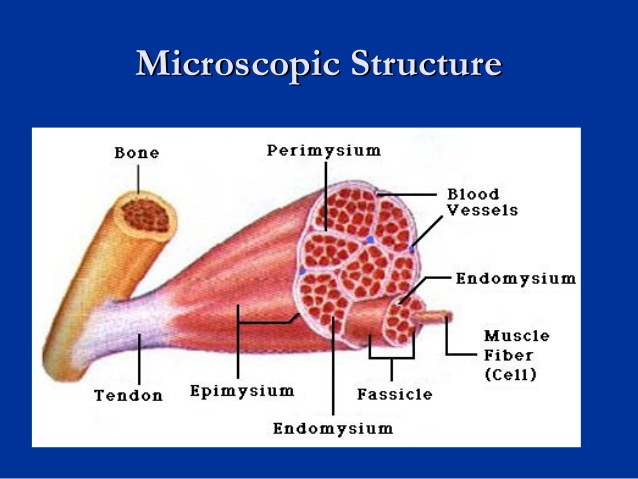 Microscopic Structure
Bone
Perimysium
Blood
Vessels
Endomysium
Muscle
Fiber
(Cell)
Tendon
Epimysium
Fassicle
Endomysium